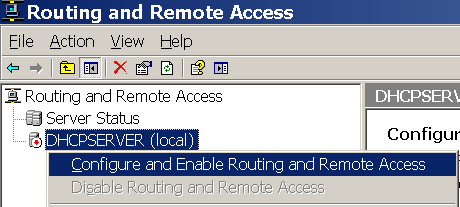 Routing and Remote Access
File Action View Help
Routing and Remote Access
Server Status
DHCPSERVER (local)
DHCPSERV
Configur
Configure and Enable Routing and Remote Access
Disable Routing and Remote Access